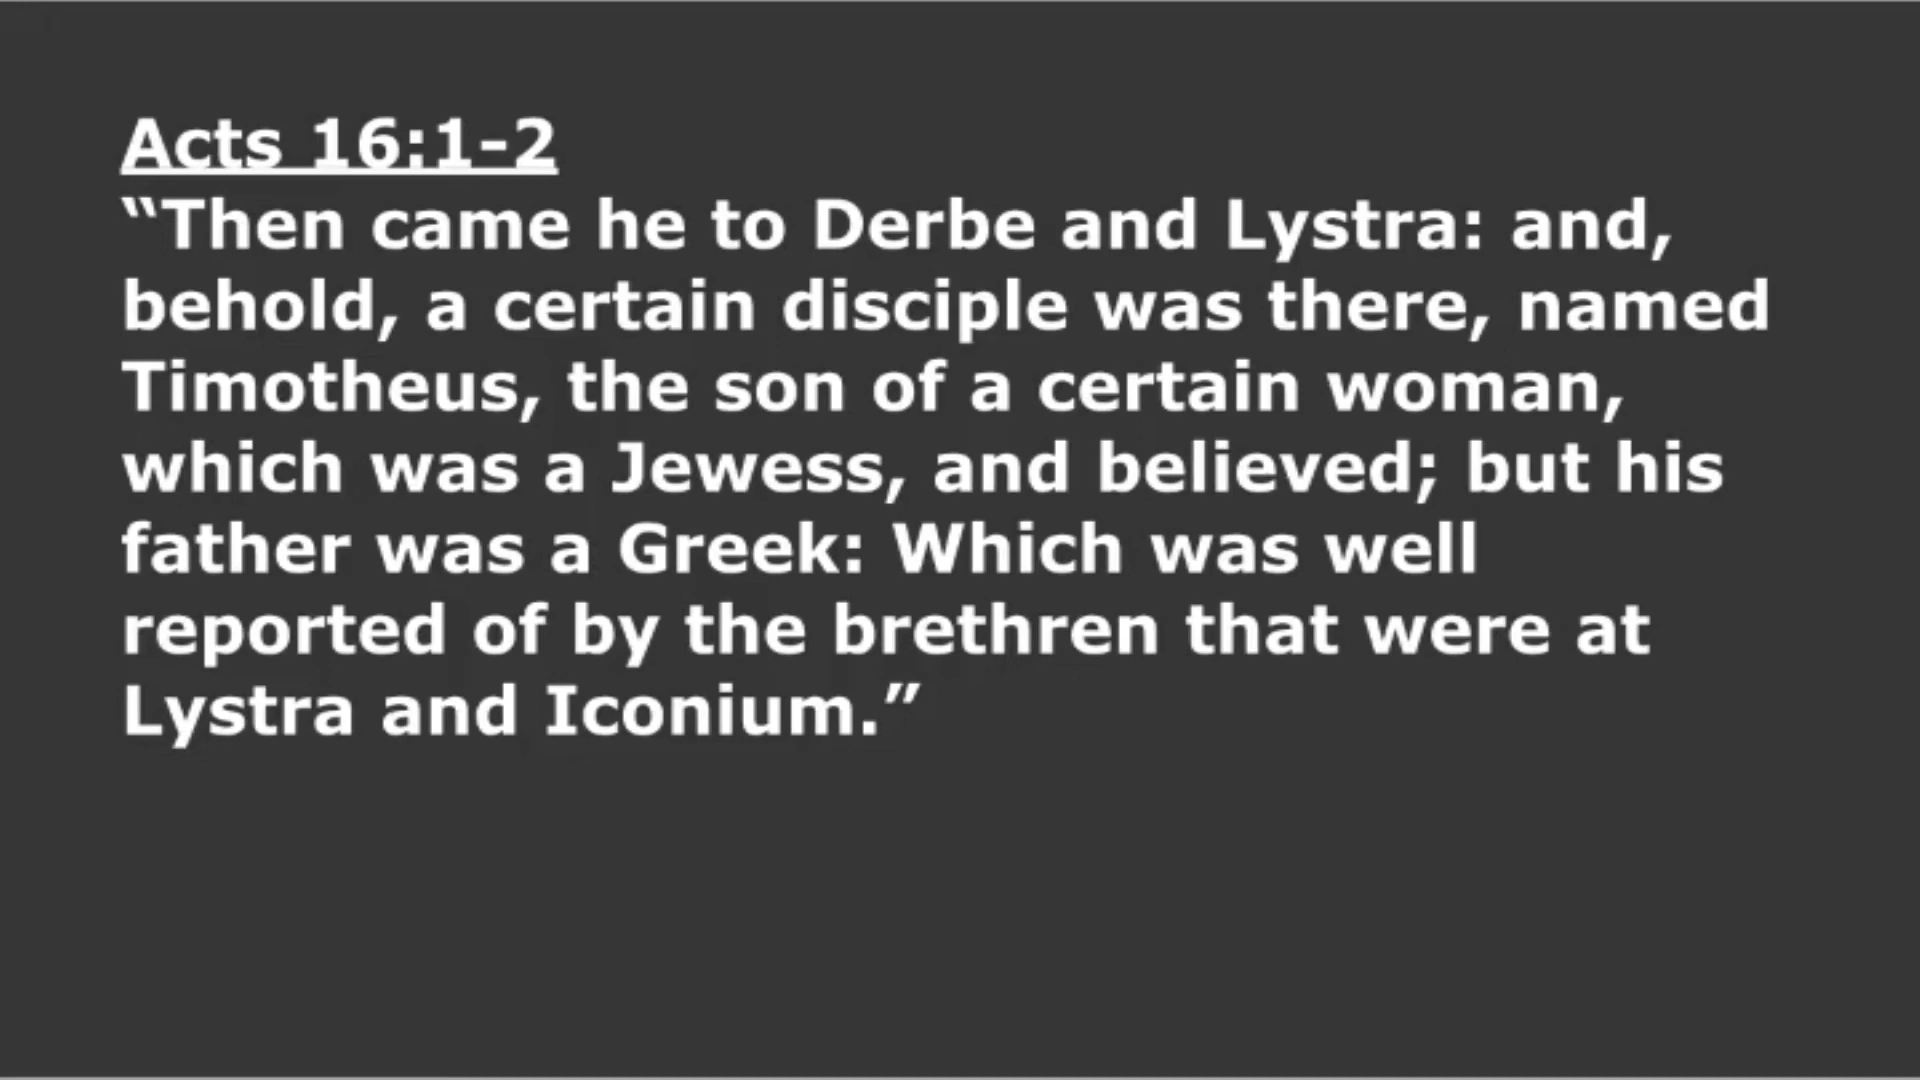 Acts 16:1-2
“Then came he to Derbe and Lystra: and,
behold, a certain disciple was there, named
Timotheus, the son of a certain woman,
which was a Jewess, and believed; but his
father was a Greek: Which was well
reported of by the brethren that were at
Lystra and Iconium.”